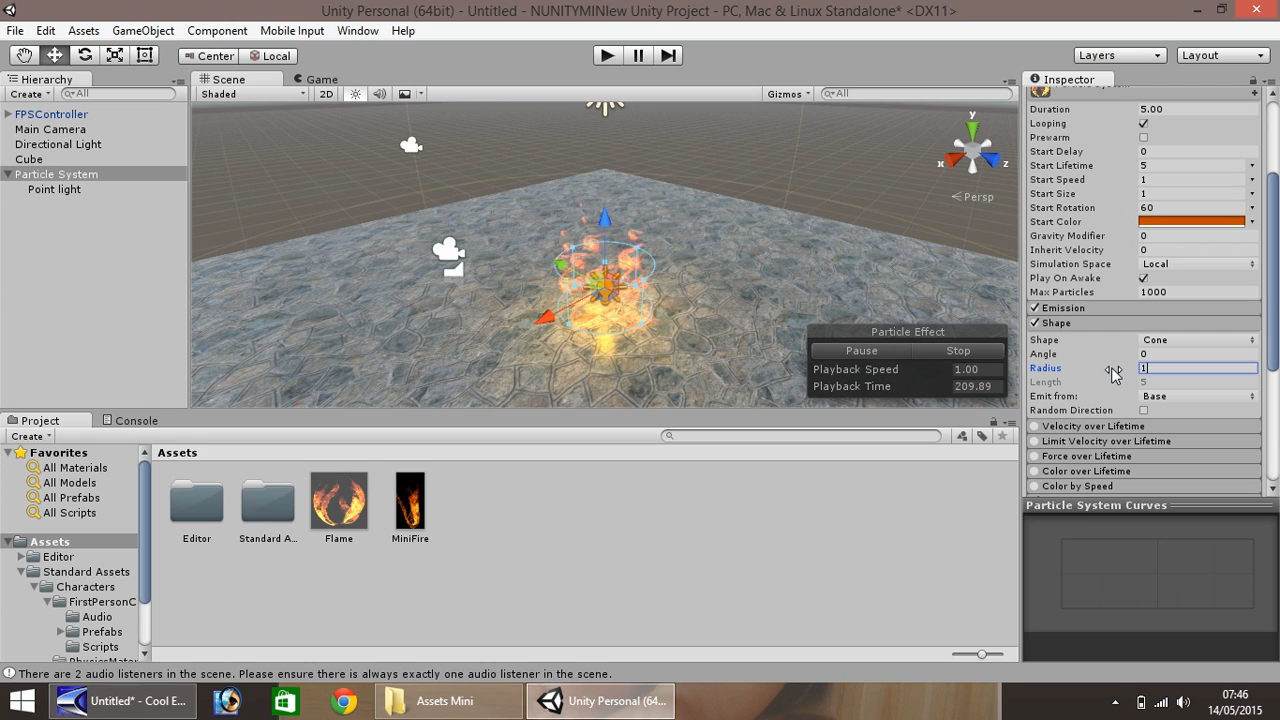 Unity Personal (64bit) - Untitled - NUNITYMINIew Unity Project - PC, Mac & Linux Standalone* <DX11>
File Edit Assets GameObject Component Mobile Input Window Help
Center Local Layers Layout
Hierarchy
Create All
FPSController
Main Camera
Directional Light
Cube
Particle System
Point light
Scene Game
Shaded 2D Gizmos All
y
x z
Persp
Particle Effect
Pause Stop
Playback Speed 1.00
Playback Time 209.89
Inspector
Duration 5.00
Looping
Prewarm
Start Delay 0
Start Lifetime 5
Start Speed 1
Start Size 1
Start Rotation 60
Start Color
Gravity Modifier 0
Inherit Velocity 0
Simulation Space Local
Play On Awake
Max Particles 1000
Emission
Shape
Shape Cone
Angle 0
Radius 1
Length 5
Emit from: Base
Random Direction
Velocity over Lifetime
Limit Velocity over Lifetime
Force over Lifetime
Color over Lifetime
Color by Speed
Particle System Curves
Project Console
Create
Favorites
All Materials
All Models
All Prefabs
All Scripts
Assets
Editor
Standard Assets
Characters
FirstPersonC
Audio
Prefabs
Scripts
Assets
Editor Standard A... Flame MiniFire
There are 2 audio listeners in the scene. Please ensure there is always exactly one audio listener in the scene.
Untitled* - Cool E... Assets Mini Unity Personal (64...
07:46
14/05/2015